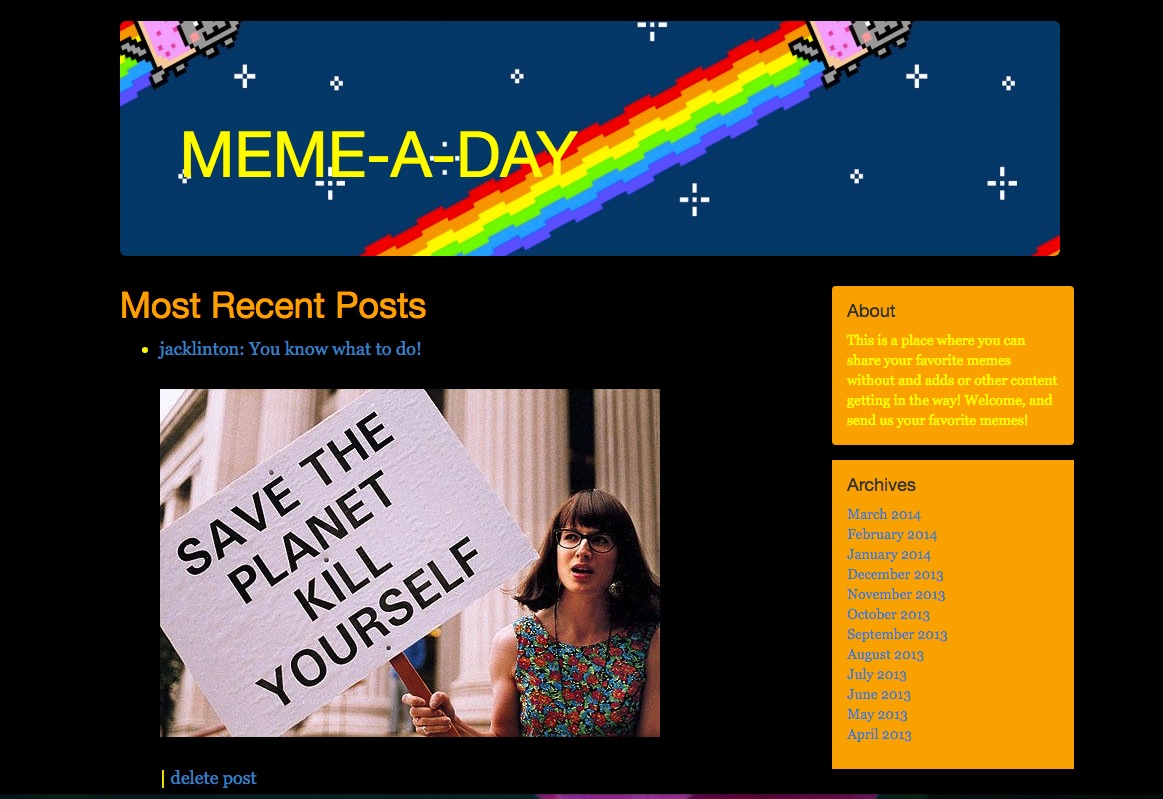 MEME-A-DAY
Most Recent Posts
jacklinton: You know what to do!
SAVE THE
PLANET
KILL
YOURSELF
| delete post
About
This is a place where you can
share your favorite memes
without and adds or other content
getting in the way! Welcome, and
send us your favorite memes!
Archives
March 2014
February 2014
January 2014
December 2013
November 2013
October 2013
September 2013
August 2013
July 2013
June 2013
May 2013
April 2013